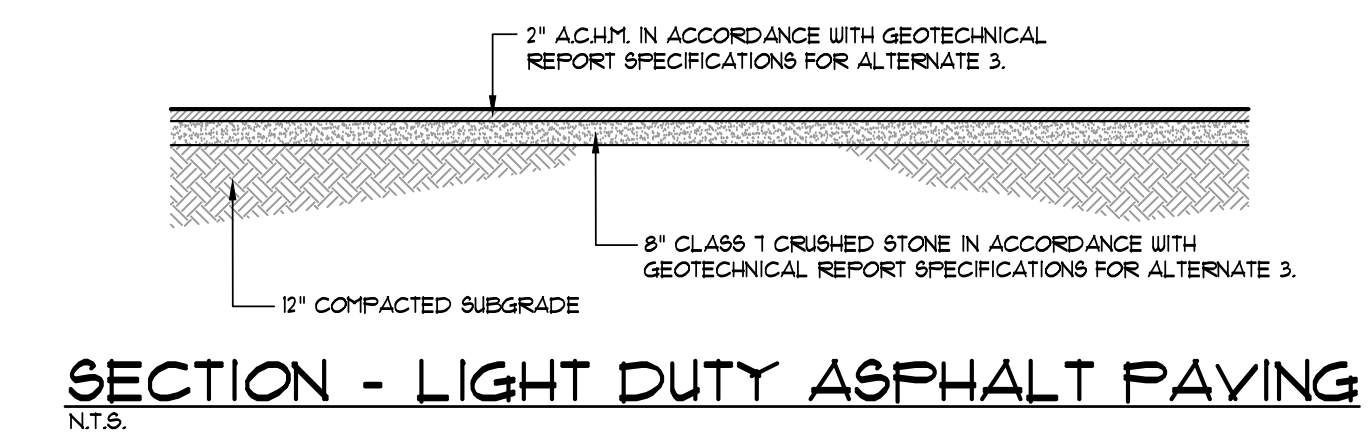 2" A.C.H.M. IN ACCORDANCE WITH GEOTECHNICAL
REPORT SPECIFICATIONS FOR ALTERNATE 3.
8" CLASS 7 CRUSHED STONE IN ACCORDANCE WITH
GEOTECHNICAL REPORT SPECIFICATIONS FOR ALTERNATE 3.
12" COMPACTED SUBGRADE
SECTION - LIGHT DUTY ASPHALT PAVING
N.T.S.